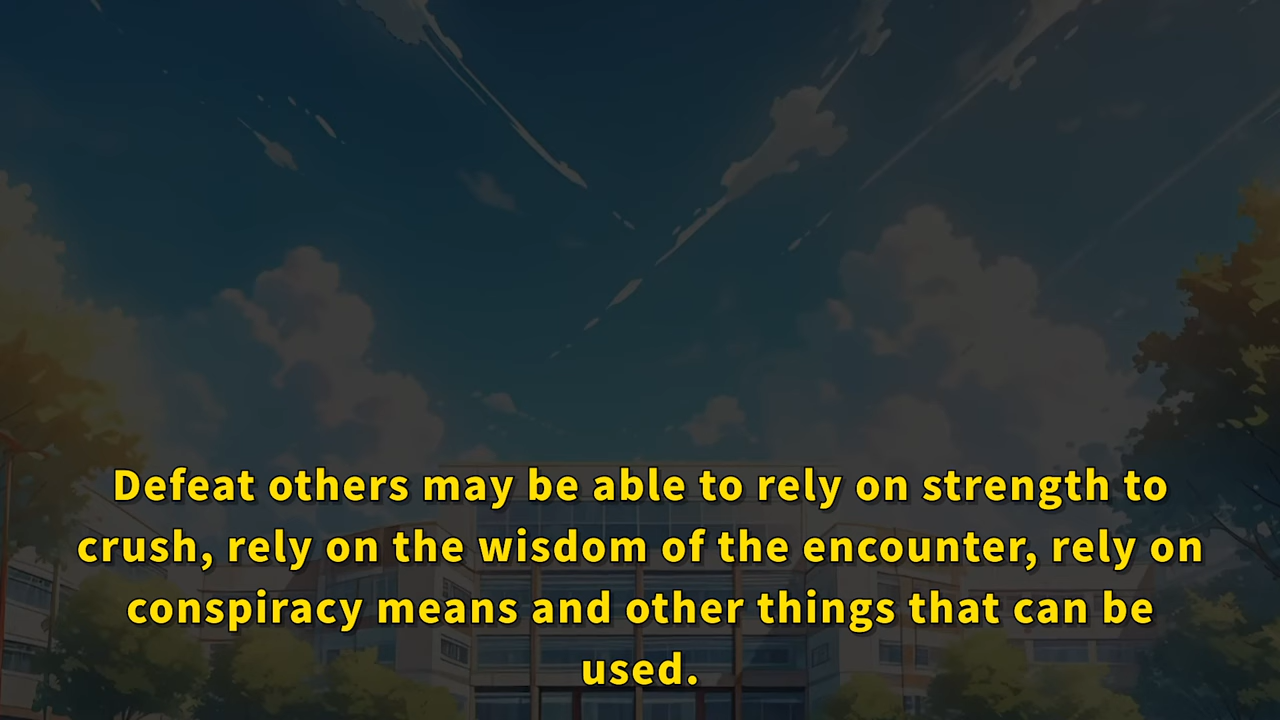 Defeat others may be able to rely on strength to
crush, rely on the wisdom of the encounter, rely on
conspiracy means and other things that can be
used.